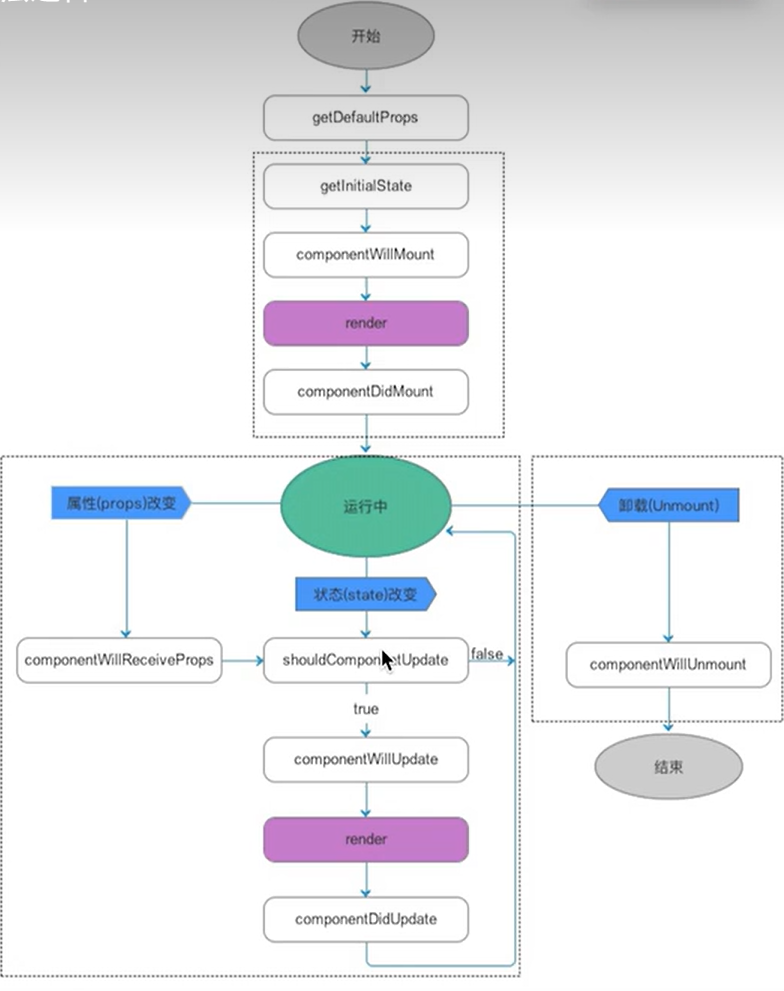 开始
getDefaultProps
getInitialState
componentWillMount
render
componentDidMount
属性(props)改变
运行中
卸载(Unmount)
状态(state)改变
componentWillReceiveProps
shouldComponentUpdate
false
componentWillUnmount
true
componentWillUpdate
结束
render
componentDidUpdate